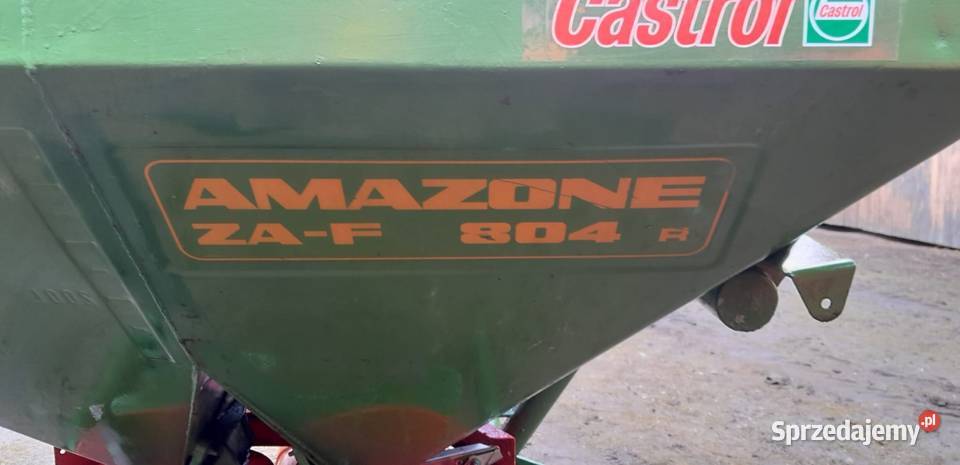 Castrol
Castrol
AMAZONE
ZA-F 804 R
Sprzedajemy.pl